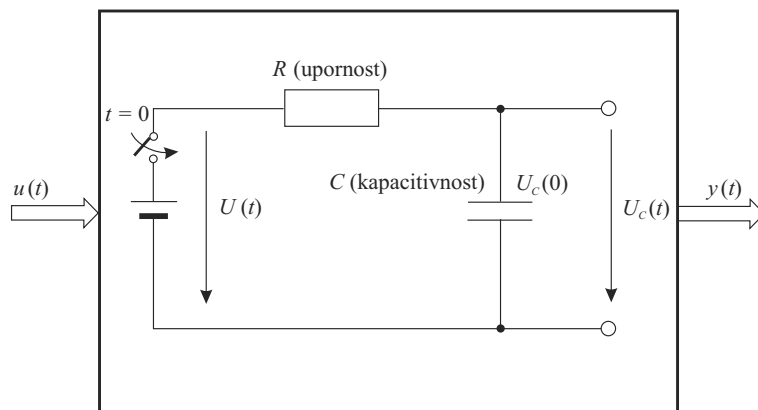 R (upornost)
t = 0
u(t)
U(t)
C (kapacitivnost)
U_C(0)
U_C(t)
y(t)